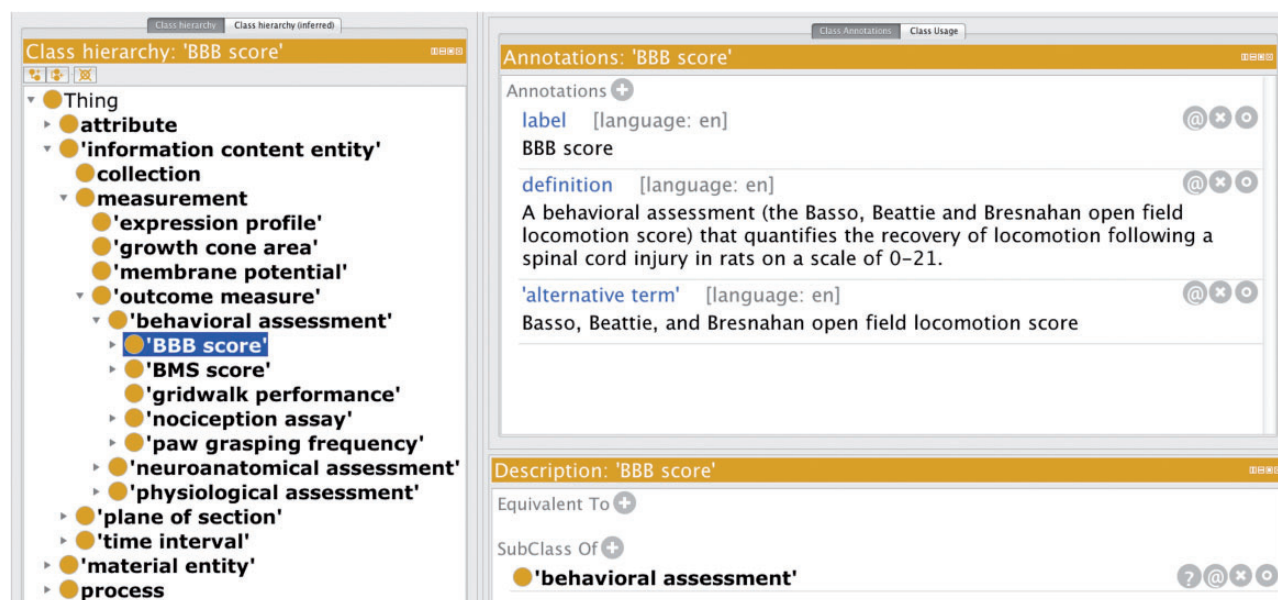 Class hierarchy Class hierarchy (inferred)
Class hierarchy: 'BBB score'
Thing
attribute
'information content entity'
collection
measurement
'expression profile'
'growth cone area'
'membrane potential'
'outcome measure'
'behavioral assessment'
'BBB score'
'BMS score'
'gridwalk performance'
'nociception assay'
'paw grasping frequency'
'neuroanatomical assessment'
'physiological assessment'
'plane of section'
'time interval'
'material entity'
process
Class Annotations Class Usage
Annotations: 'BBB score'
Annotations
label [language: en]
BBB score
definition [language: en]
A behavioral assessment (the Basso, Beattie and Bresnahan open field
locomotion score) that quantifies the recovery of locomotion following a
spinal cord injury in rats on a scale of 0–21.
'alternative term' [language: en]
Basso, Beattie, and Bresnahan open field locomotion score
Description: 'BBB score'
Equivalent To
SubClass Of
'behavioral assessment'